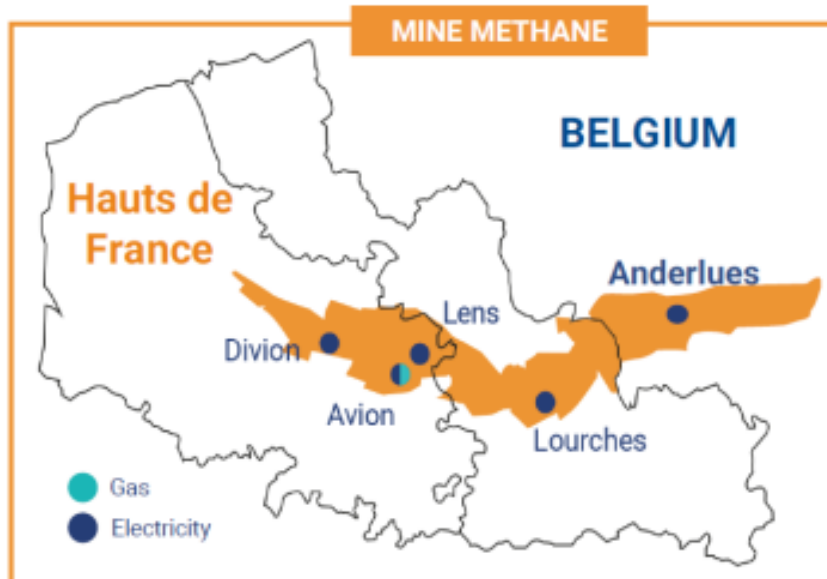 MINE METHANE
BELGIUM
Hauts de
France
Anderlues
Lens
Divion
Avion
Lourches
Gas
Electricity